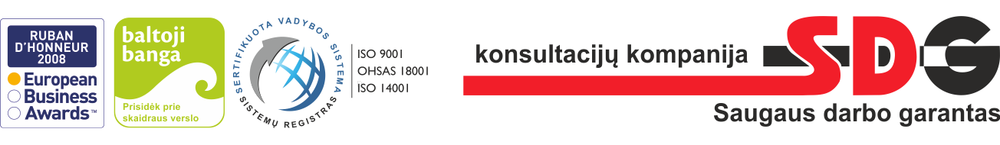 RUBAN
D'HONNEUR
2008
European
Business
Awards™
baltoji
banga
Prisidėk prie
skaidraus verslo
SERTIFIKUOTA VADYBOS SISTEMA
SISTEMŲ REGISTRAS
ISO 9001
OHSAS 18001
ISO 14001
konsultacijų kompanija
SDG
Saugaus darbo garantas